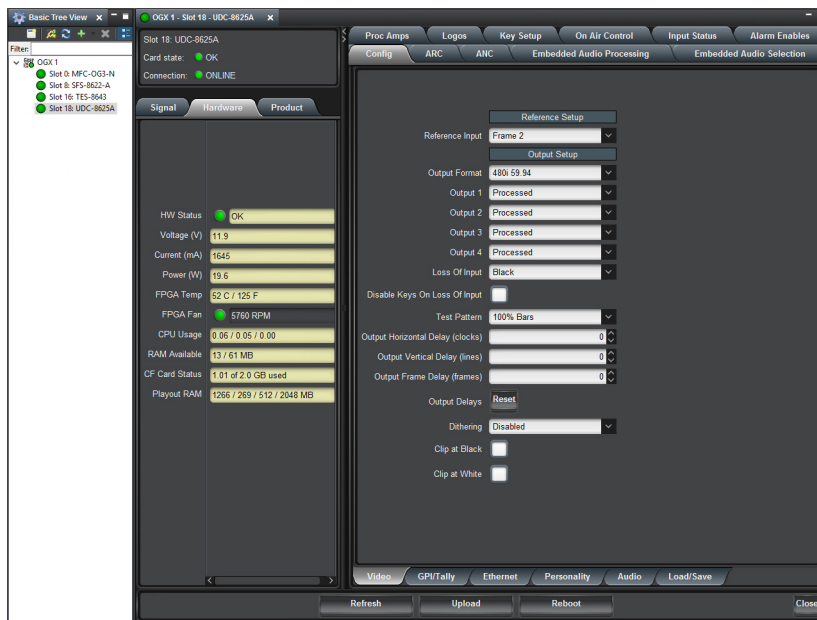 Basic Tree View
Filter:
OGX 1
Slot 0: MFC-OG3-N
Slot 8: SFS-8622-A
Slot 16: TES-8643
Slot 18: UDC-8625A
OGX 1 - Slot 18 - UDC-8625A
Slot 18: UDC-8625A
Card state: OK
Connection: ONLINE
Signal Hardware Product
HW Status OK
Voltage (V) 11.9
Current (mA) 1645
Power (W) 19.6
FPGA Temp 52 C / 125 F
FPGA Fan 5760 RPM
CPU Usage 0.06 / 0.05 / 0.00
RAM Available 13 / 61 MB
CF Card Status 1.01 of 2.0 GB used
Playout RAM 1266 / 269 / 512 / 2048 MB
Proc Amps Logos Key Setup On Air Control Input Status Alarm Enables
Config ARC ANC Embedded Audio Processing Embedded Audio Selection
Reference Setup
Reference Input Frame 2
Output Setup
Output Format 480i 59.94
Output 1 Processed
Output 2 Processed
Output 3 Processed
Output 4 Processed
Loss Of Input Black
Disable Keys On Loss Of Input
Test Pattern 100% Bars
Output Horizontal Delay (clocks) 0
Output Vertical Delay (lines) 0
Output Frame Delay (frames) 0
Output Delays Reset
Dithering Disabled
Clip at Black
Clip at White
Video GPI/Tally Ethernet Personality Audio Load/Save
Refresh Upload Reboot Close